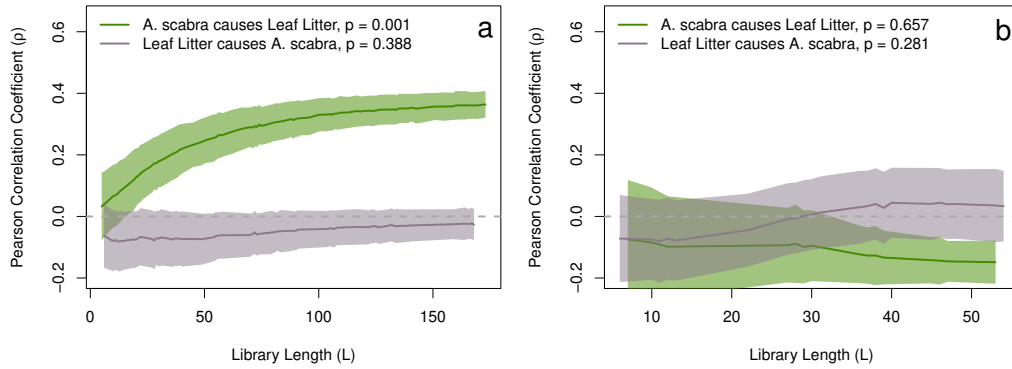 a
A. scabra causes Leaf Litter, p = 0.001
Leaf Litter causes A. scabra, p = 0.388
Pearson Correlation Coefficient (ρ)
0.6
0.4
0.2
0.0
−0.2
0 50 100 150
Library Length (L)
b
A. scabra causes Leaf Litter, p = 0.657
Leaf Litter causes A. scabra, p = 0.281
Pearson Correlation Coefficient (ρ)
0.6
0.4
0.2
0.0
−0.2
10 20 30 40 50
Library Length (L)